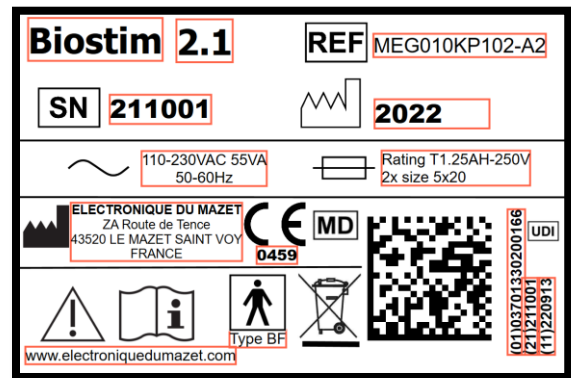 Biostim 2.1
REF MEG010KP102-A2
SN 211001
2022
110-230VAC 55VA
50-60Hz
Rating T1.25AH-250V
2x size 5x20
ELECTRONIQUE DU MAZET
ZA Route de Tence
43520 LE MAZET SAINT VOY
FRANCE
CE
0459
MD
UDI
(01)03701330200166
(21)211001
(11)220913
i
Type BF
www.electroniquedumazet.com